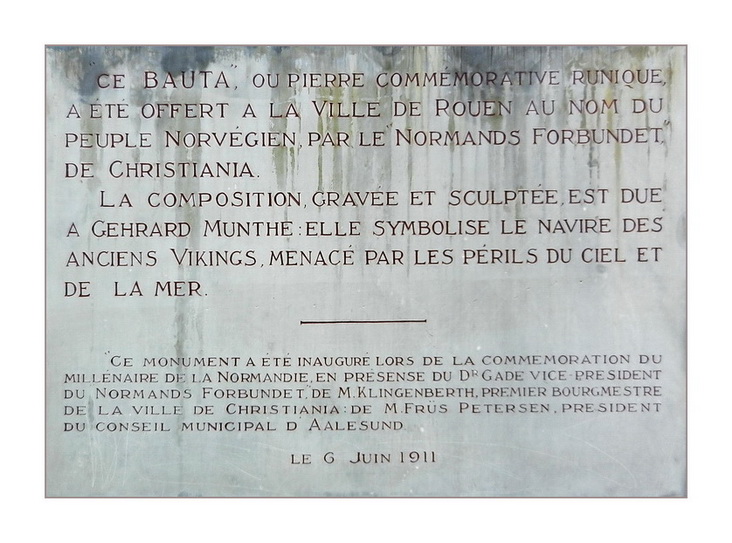 "CE BAUTA", OU PIERRE COMMÉMORATIVE RUNIQUE,
A ÉTÉ OFFERT A LA VILLE DE ROUEN AU NOM DU
PEUPLE NORVÉGIEN, PAR LE "NORMANDS FORBUNDET,"
DE CHRISTIANIA.
LA COMPOSITION, GRAVÉE ET SCULPTÉE, EST DUE
A GEHRARD MUNTHE : ELLE SYMBOLISE LE NAVIRE DES
ANCIENS VIKINGS, MENACÉ PAR LES PÉRILS DU CIEL ET
DE LA MER.
"CE MONUMENT A ÉTÉ INAUGURÉ LORS DE LA COMMEMORATION DU
MILLÉNAIRE DE LA NORMANDIE, EN PRÉSENSE DU DR GADE VICE-PRESIDENT
DU NORMANDS FORBUNDET," DE M. KLINGENBERTH, PREMIER BOURGMESTRE
DE LA VILLE DE CHRISTIANIA : DE M. FRÜS PETERSEN, PRESIDENT
DU CONSEIL MUNICIPAL D'AALESUND
LE 6 JUIN 1911